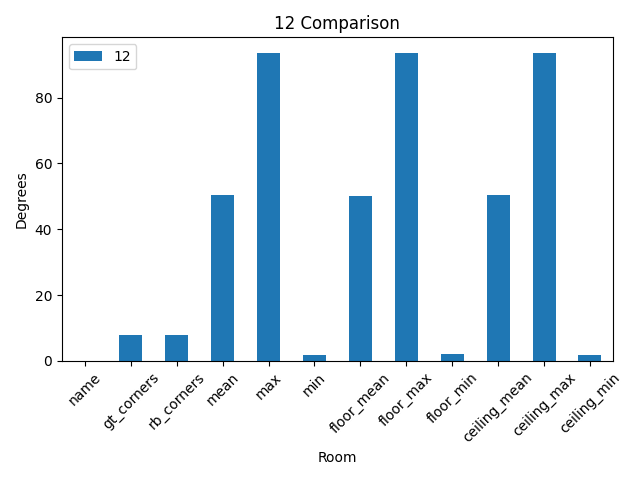 12 Comparison
12
Degrees
80
60
40
20
0
name
gt_corners
rb_corners
mean
max
min
floor_mean
floor_max
floor_min
ceiling_mean
ceiling_max
ceiling_min
Room